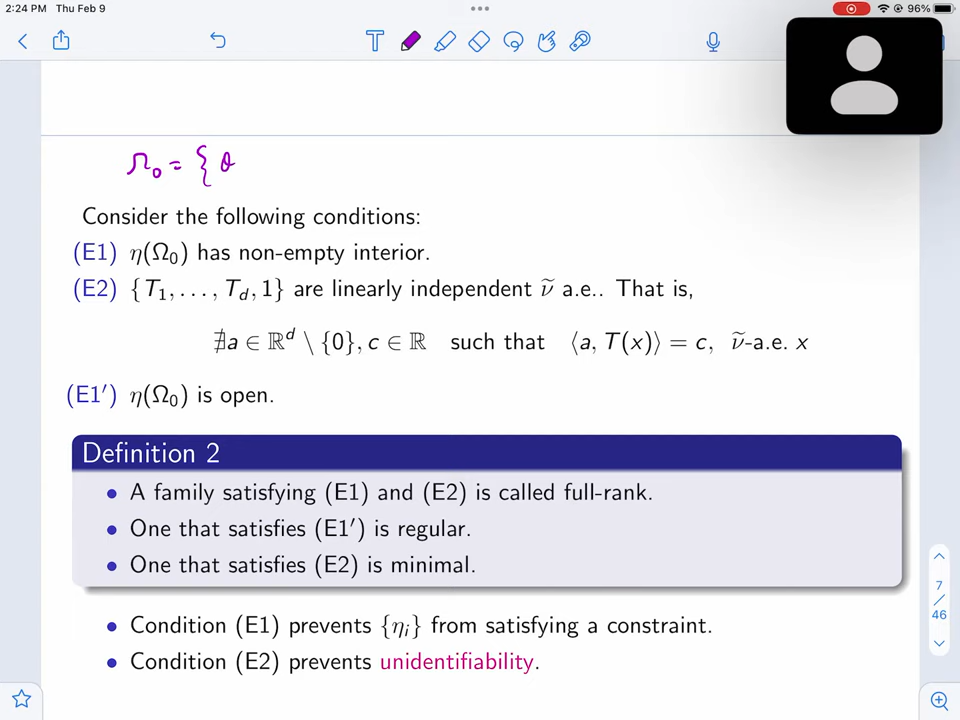 2:24 PM Thu Feb 9
96%
Ω₀ = { θ
Consider the following conditions:
(E1) η(Ω₀) has non-empty interior.
(E2) {T₁, . . . , T_d, 1} are linearly independent ν̃ a.e.. That is,
∄a ∈ ℝᵈ \ {0}, c ∈ ℝ such that ⟨a, T(x)⟩ = c, ν̃-a.e. x
(E1′) η(Ω₀) is open.
Definition 2
• A family satisfying (E1) and (E2) is called full-rank.
• One that satisfies (E1′) is regular.
• One that satisfies (E2) is minimal.
• Condition (E1) prevents {ηᵢ} from satisfying a constraint.
• Condition (E2) prevents unidentifiability.
7
/
46